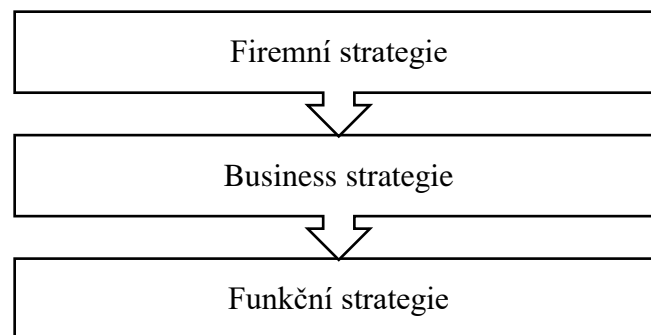 Firemní strategie
Business strategie
Funkční strategie